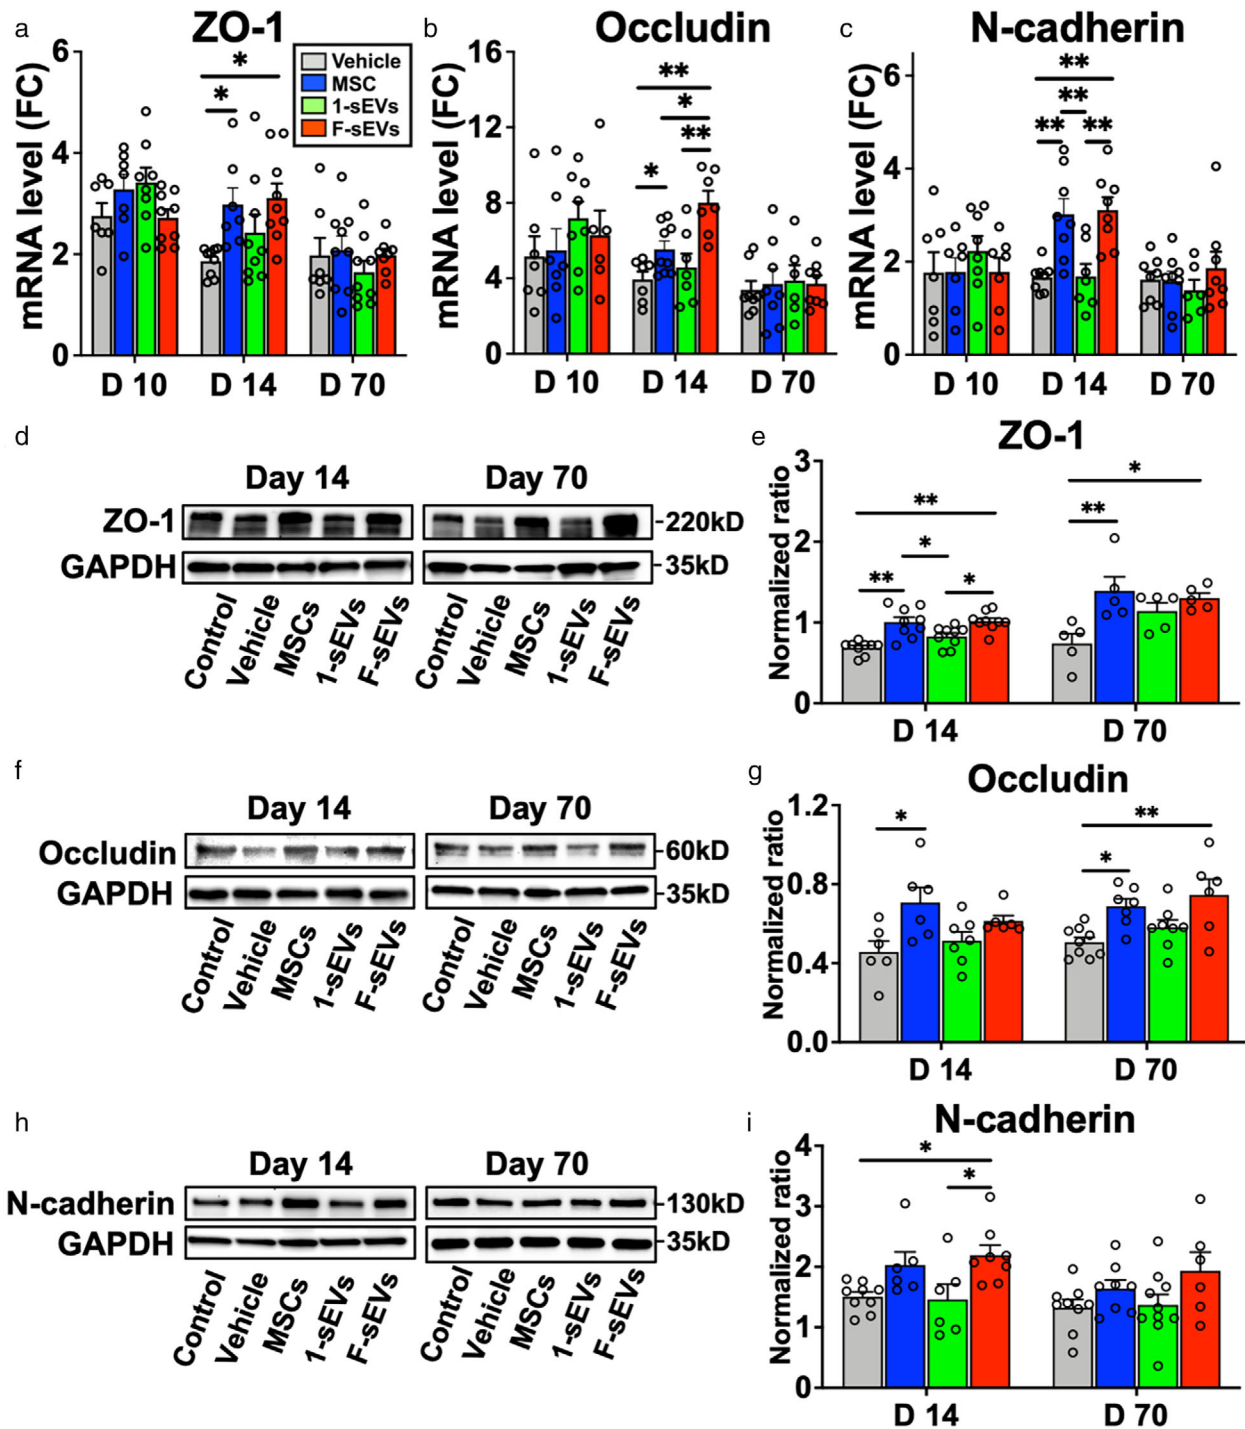 a
ZO-1
mRNA level (FC)
6
4
2
0
* *
Vehicle
MSC
1-sEVs
F-sEVs
D 10 D 14 D 70
b
Occludin
mRNA level (FC)
16
12
8
4
0
** * ** *
D 10 D 14 D 70
c
N-cadherin
mRNA level (FC)
6
4
2
0
** ** ** **
D 10 D 14 D 70
d
Day 14 Day 70
ZO-1 -220kD
GAPDH -35kD
Control Vehicle MSCs 1-sEVs F-sEVs Control Vehicle MSCs 1-sEVs F-sEVs
e
ZO-1
Normalized ratio
3
2
1
0
** * ** * * **
D 14 D 70
f
Day 14 Day 70
Occludin -60kD
GAPDH -35kD
Control Vehicle MSCs 1-sEVs F-sEVs Control Vehicle MSCs 1-sEVs F-sEVs
g
Occludin
Normalized ratio
1.2
0.8
0.4
0.0
* ** *
D 14 D 70
h
Day 14 Day 70
N-cadherin -130kD
GAPDH -35kD
Control Vehicle MSCs 1-sEVs F-sEVs Control Vehicle MSCs 1-sEVs F-sEVs
i
N-cadherin
Normalized ratio
4
3
2
1
0
* *
D 14 D 70